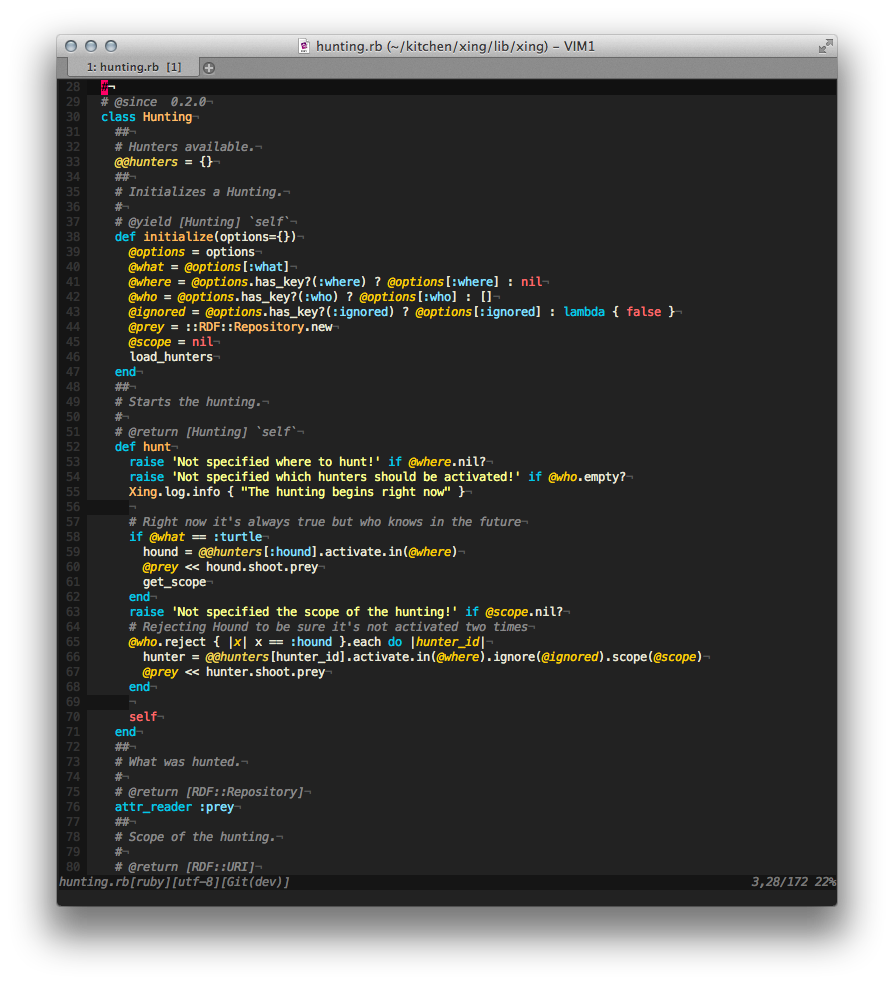 hunting.rb (~/kitchen/xing/lib/xing) – VIM1
1: hunting.rb [1]
28 #¬
29 # @since  0.2.0¬
30 class Hunting¬
31   ##¬
32   # Hunters available.¬
33   @@hunters = {}¬
34   ##¬
35   # Initializes a Hunting.¬
36   #¬
37   # @yield [Hunting] `self`¬
38   def initialize(options={})¬
39     @options = options¬
40     @what = @options[:what]¬
41     @where = @options.has_key?(:where) ? @options[:where] : nil¬
42     @who = @options.has_key?(:who) ? @options[:who] : []¬
43     @ignored = @options.has_key?(:ignored) ? @options[:ignored] : lambda { false }¬
44     @prey = ::RDF::Repository.new¬
45     @scope = nil¬
46     load_hunters¬
47   end¬
48   ##¬
49   # Starts the hunting.¬
50   #¬
51   # @return [Hunting] `self`¬
52   def hunt¬
53     raise 'Not specified where to hunt!' if @where.nil?¬
54     raise 'Not specified which hunters should be activated!' if @who.empty?¬
55     Xing.log.info { "The hunting begins right now" }¬
56     ¬
57     # Right now it's always true but who knows in the future¬
58     if @what == :turtle¬
59       hound = @@hunters[:hound].activate.in(@where)¬
60       @prey << hound.shoot.prey¬
61       get_scope¬
62     end¬
63     raise 'Not specified the scope of the hunting!' if @scope.nil?¬
64     # Rejecting Hound to be sure it's not activated two times¬
65     @who.reject { |x| x == :hound }.each do |hunter_id|¬
66       hunter = @@hunters[hunter_id].activate.in(@where).ignore(@ignored).scope(@scope)¬
67       @prey << hunter.shoot.prey¬
68     end¬
69     ¬
70     self¬
71   end¬
72   ##¬
73   # What was hunted.¬
74   #¬
75   # @return [RDF::Repository]¬
76   attr_reader :prey¬
77   ##¬
78   # Scope of the hunting.¬
79   #¬
80   # @return [RDF::URI]¬
hunting.rb[ruby][utf-8][Git(dev)] 3,28/172 22%